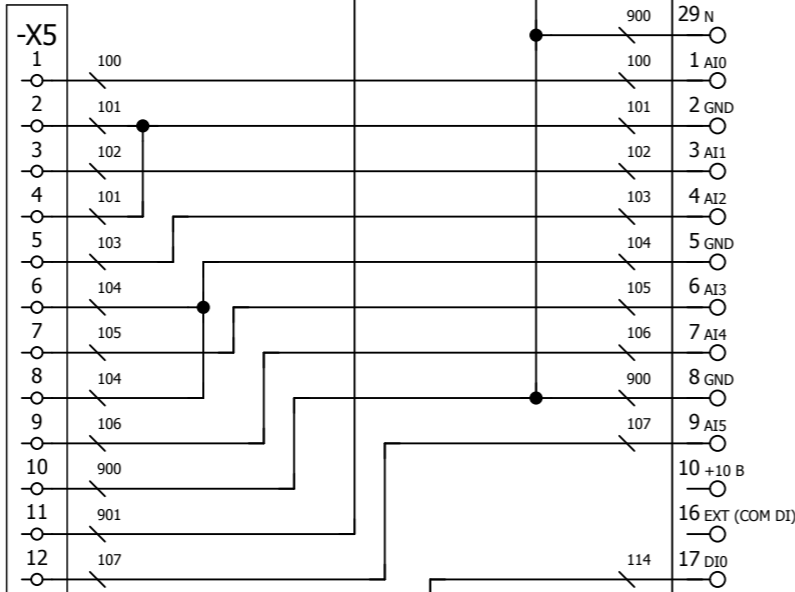 900 29 N
-X5
1 100 100 1 AI0
2 101 101 2 GND
3 102 102 3 AI1
4 101 103 4 AI2
5 103 104 5 GND
6 104 105 6 AI3
7 105 106 7 AI4
8 104 900 8 GND
9 106 107 9 AI5
10 900 10 +10 В
11 901 16 EXT (COM DI)
12 107 114 17 DI0